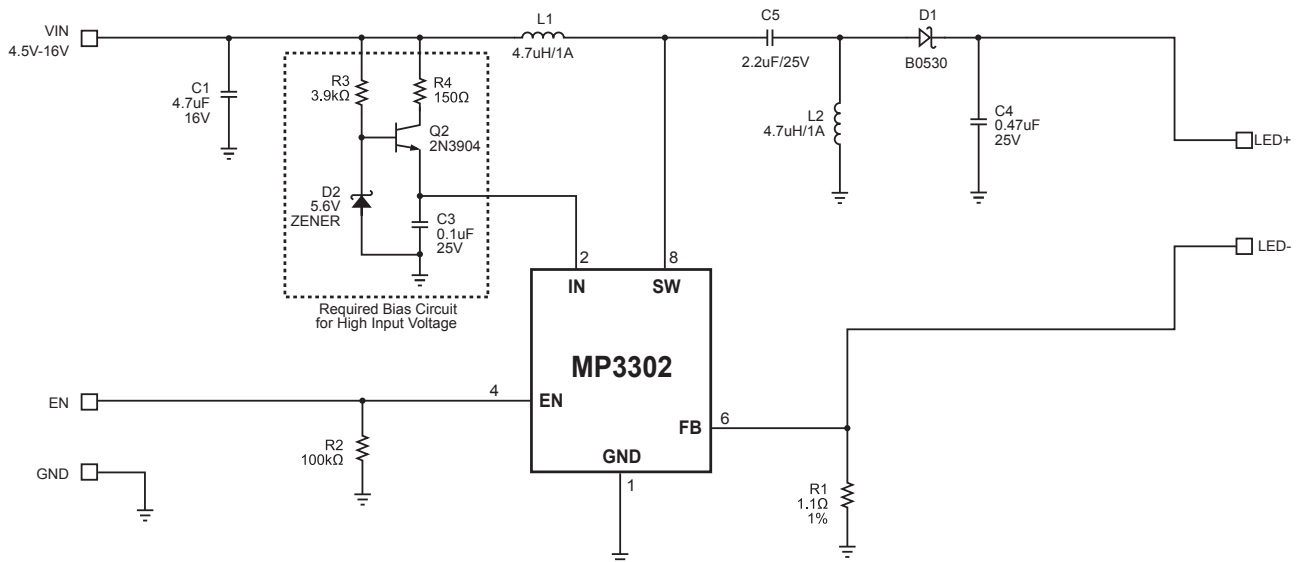 VIN
4.5V-16V
C1
4.7uF
16V
R3
3.9kΩ
R4
150Ω
Q2
2N3904
D2
5.6V
ZENER
C3
0.1uF
25V
Required Bias Circuit
for High Input Voltage
L1
4.7uH/1A
C5
2.2uF/25V
D1
B0530
L2
4.7uH/1A
C4
0.47uF
25V
LED+
LED-
2
8
IN
SW
MP3302
EN
4
EN
FB
6
GND
1
R2
100kΩ
GND
R1
1.1Ω
1%